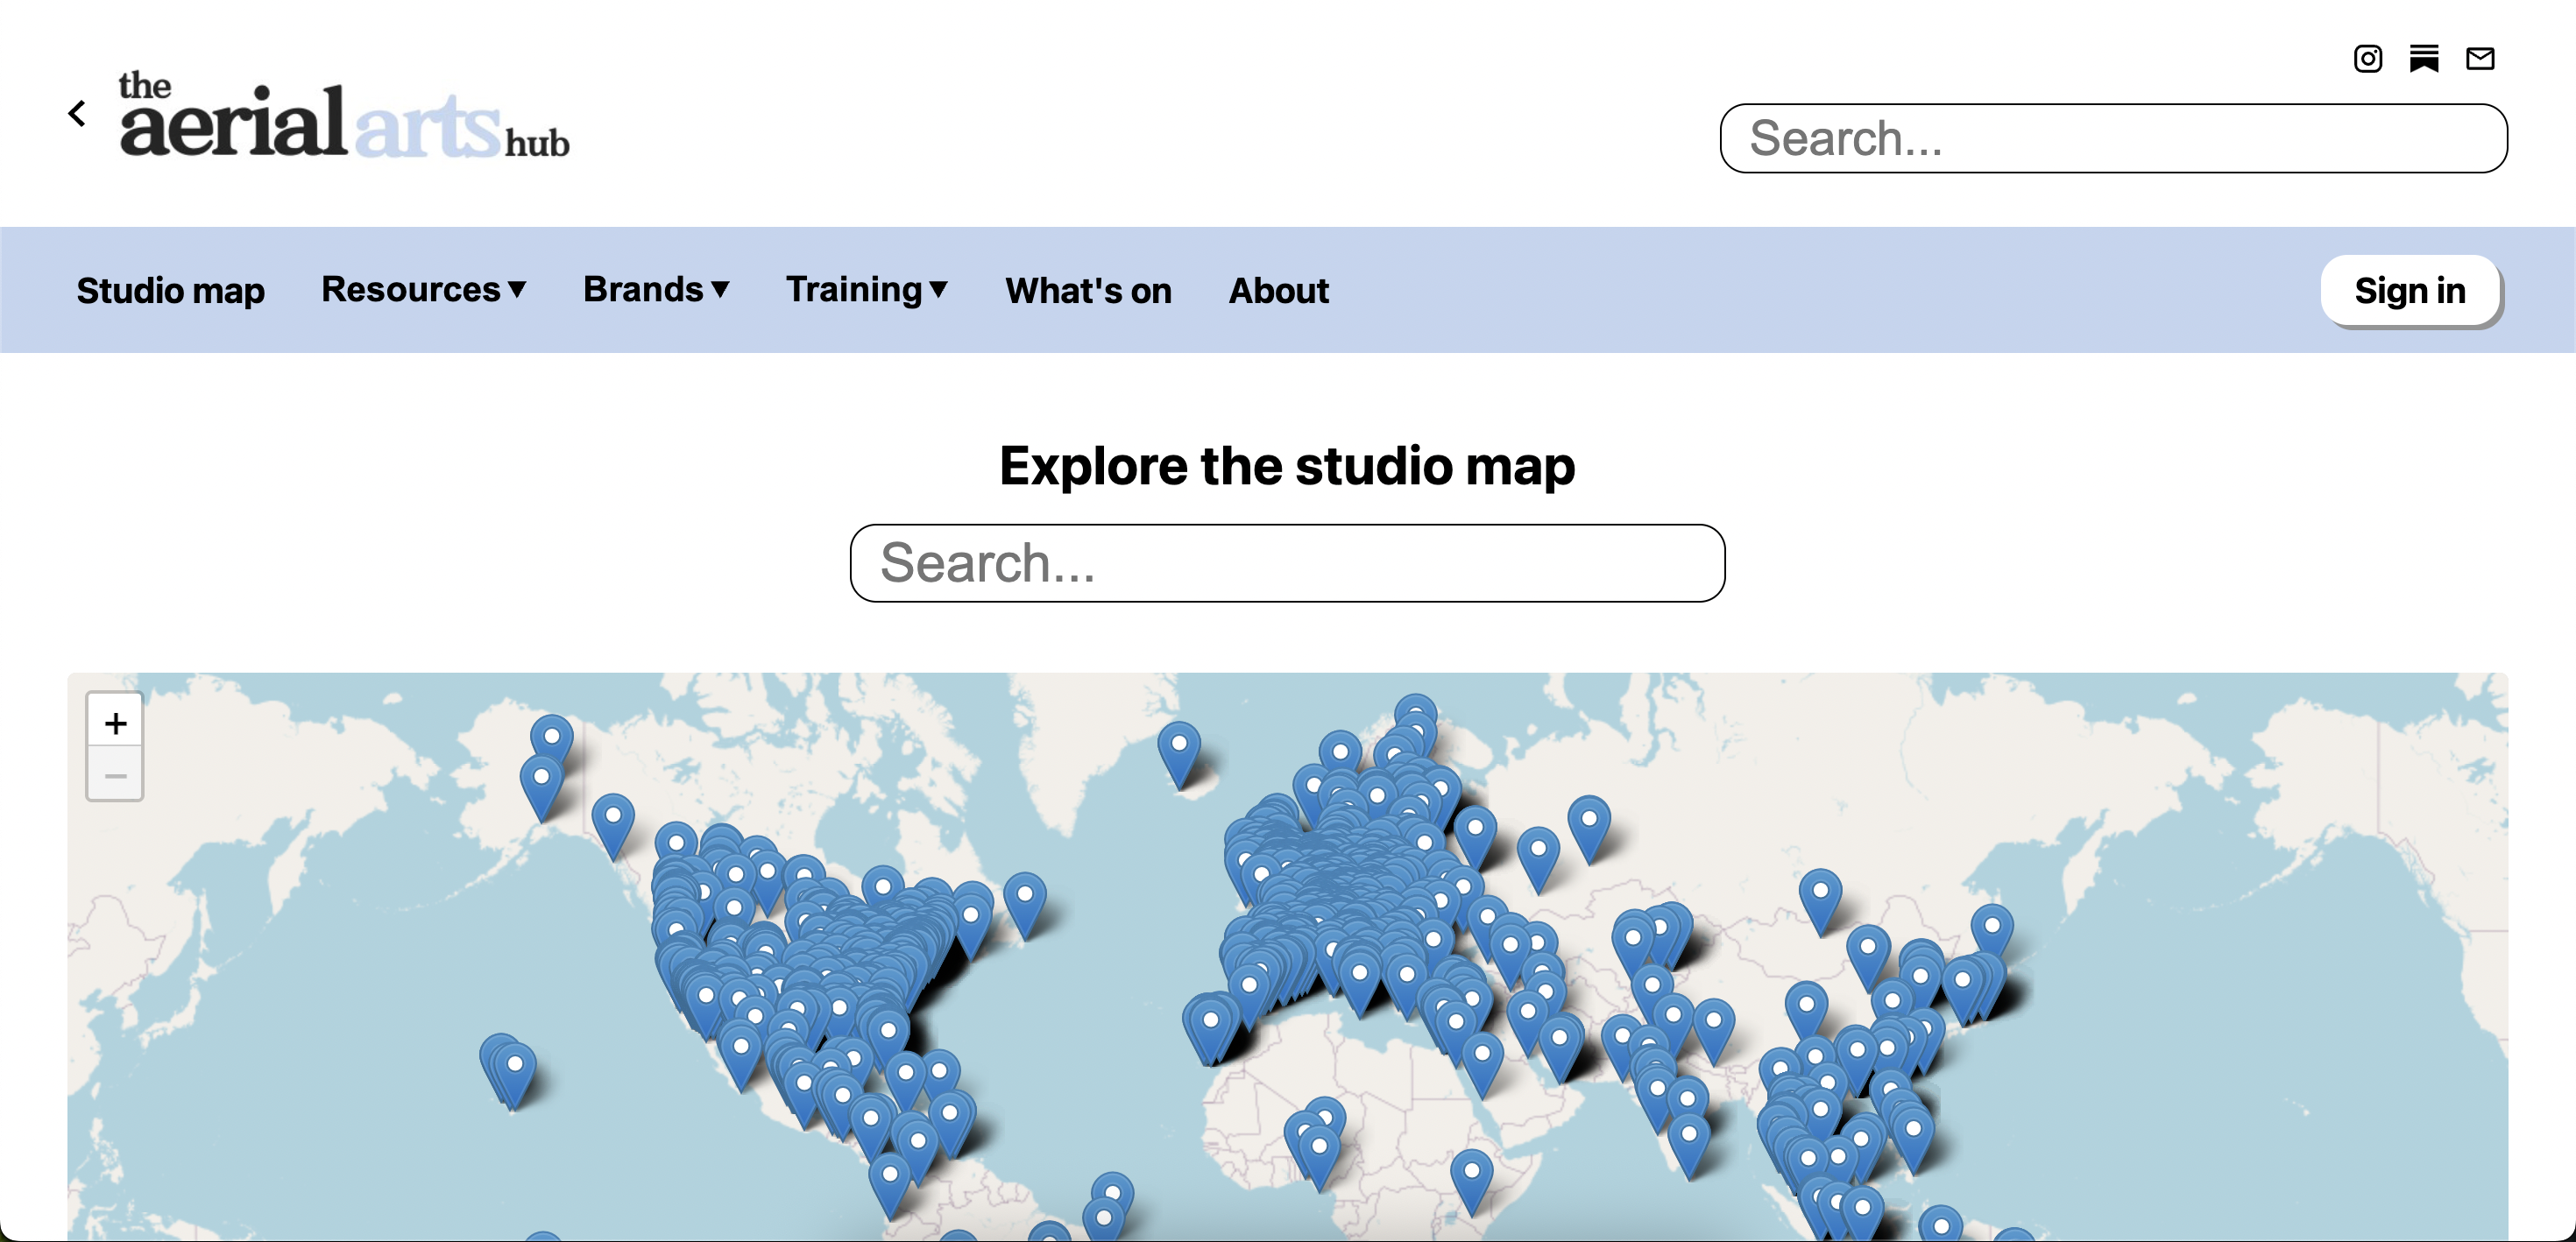 the
aerial arts hub
Search...
Studio map Resources ▼ Brands ▼ Training ▼ What's on About Sign in
Explore the studio map
Search...
+
−